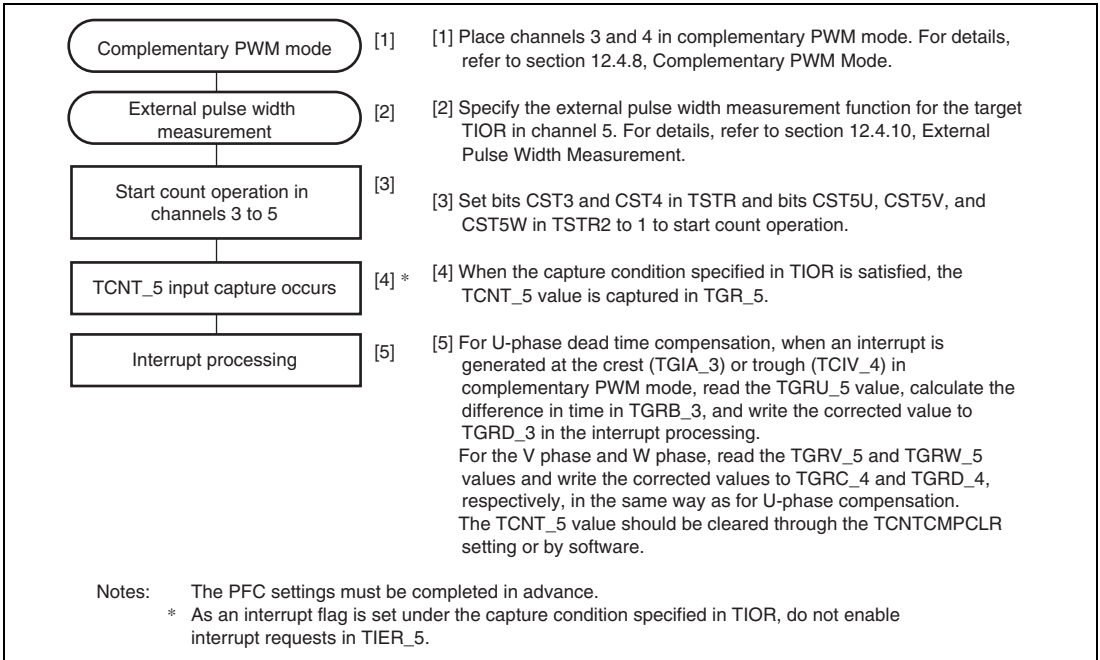 Complementary PWM mode [1]
External pulse width
measurement [2]
Start count operation in
channels 3 to 5 [3]
TCNT_5 input capture occurs [4] *
Interrupt processing [5]
[1] Place channels 3 and 4 in complementary PWM mode. For details,
refer to section 12.4.8, Complementary PWM Mode.
[2] Specify the external pulse width measurement function for the target
TIOR in channel 5. For details, refer to section 12.4.10, External
Pulse Width Measurement.
[3] Set bits CST3 and CST4 in TSTR and bits CST5U, CST5V, and
CST5W in TSTR2 to 1 to start count operation.
[4] When the capture condition specified in TIOR is satisfied, the
TCNT_5 value is captured in TGR_5.
[5] For U-phase dead time compensation, when an interrupt is
generated at the crest (TGIA_3) or trough (TCIV_4) in
complementary PWM mode, read the TGRU_5 value, calculate the
difference in time in TGRB_3, and write the corrected value to
TGRD_3 in the interrupt processing.
For the V phase and W phase, read the TGRV_5 and TGRW_5
values and write the corrected values to TGRC_4 and TGRD_4,
respectively, in the same way as for U-phase compensation.
The TCNT_5 value should be cleared through the TCNTCMPCLR
setting or by software.
Notes: The PFC settings must be completed in advance.
* As an interrupt flag is set under the capture condition specified in TIOR, do not enable
interrupt requests in TIER_5.